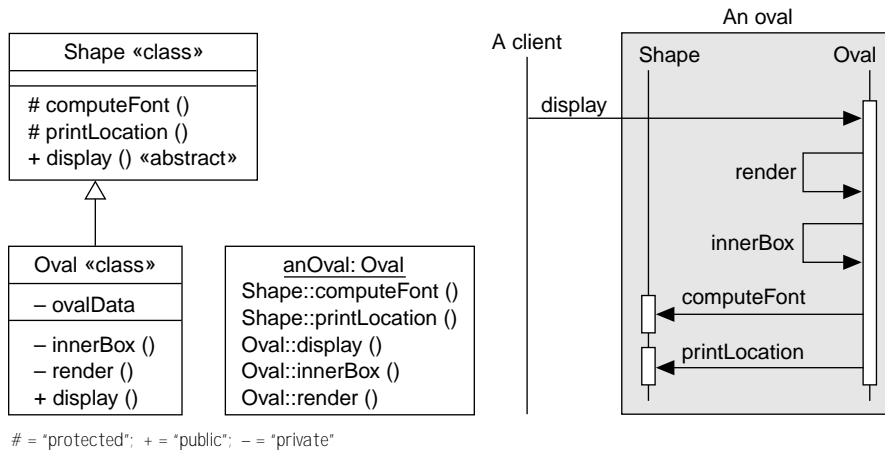 Shape «class»
# computeFont ()
# printLocation ()
+ display () «abstract»
Oval «class»
– ovalData
– innerBox ()
– render ()
+ display ()
anOval: Oval
Shape::computeFont ()
Shape::printLocation ()
Oval::display ()
Oval::innerBox ()
Oval::render ()
# = "protected"; + = "public"; – = "private"
A client
An oval
Shape
Oval
display
render
innerBox
computeFont
printLocation